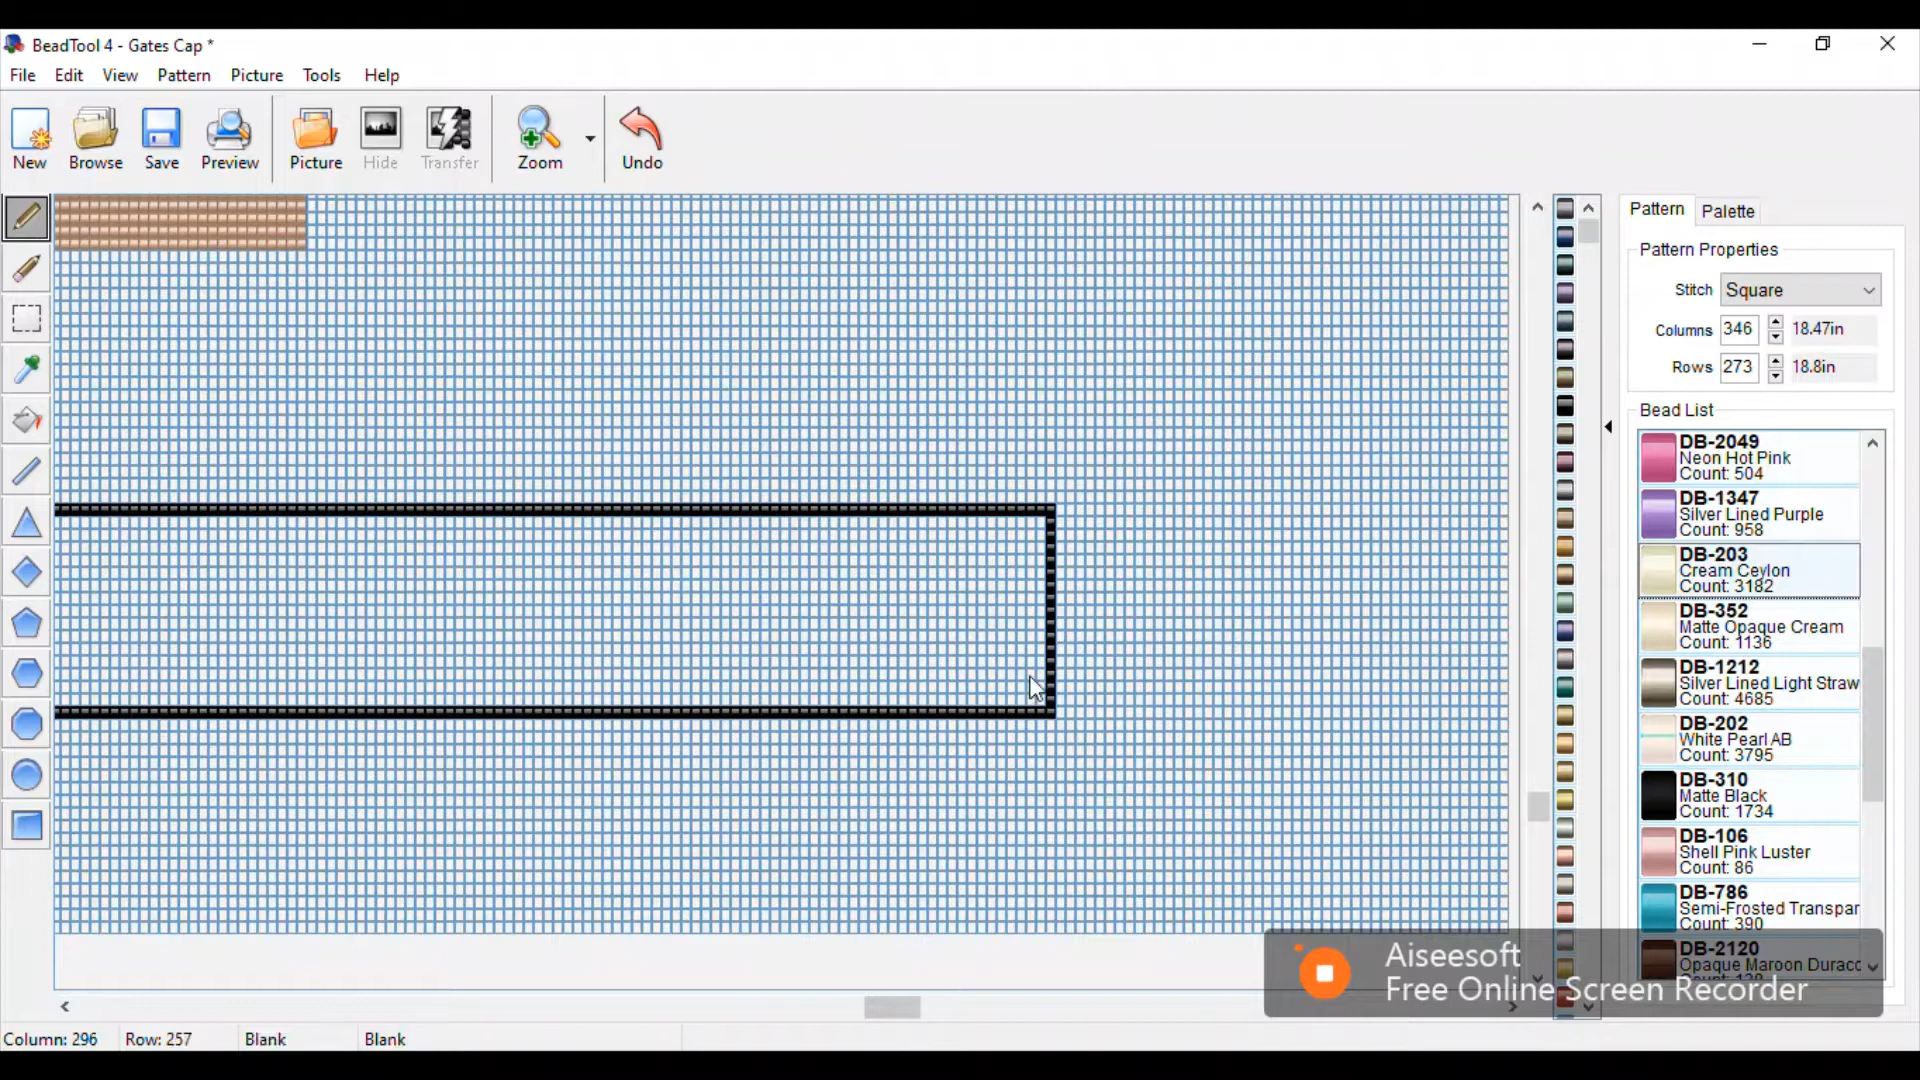 BeadTool 4 - Gates Cap *
File Edit View Pattern Picture Tools Help
New Browse Save Preview Picture Hide Transfer Zoom Undo
Pattern Palette
Pattern Properties
Stitch Square
Columns 346 18.47in
Rows 273 18.8in
Bead List
DB-2049
Neon Hot Pink
Count: 504
DB-1347
Silver Lined Purple
Count: 958
DB-203
Cream Ceylon
Count: 3182
DB-352
Matte Opaque Cream
Count: 1136
DB-1212
Silver Lined Light Straw
Count: 4685
DB-202
White Pearl AB
Count: 3795
DB-310
Matte Black
Count: 1734
DB-106
Shell Pink Luster
Count: 86
DB-786
Semi-Frosted Transpar
Count: 390
DB-2120
Opaque Maroon Duracc
Aiseesoft
Free Online Screen Recorder
Column: 296 Row: 257 Blank Blank